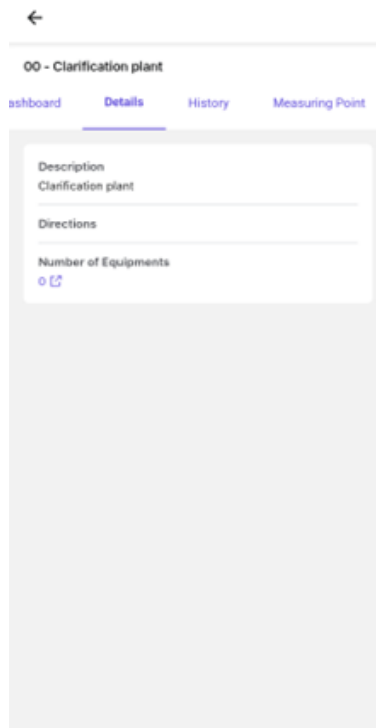 00 - Clarification plant
ashboard Details History Measuring Point
Description
Clarification plant
Directions
Number of Equipments
0